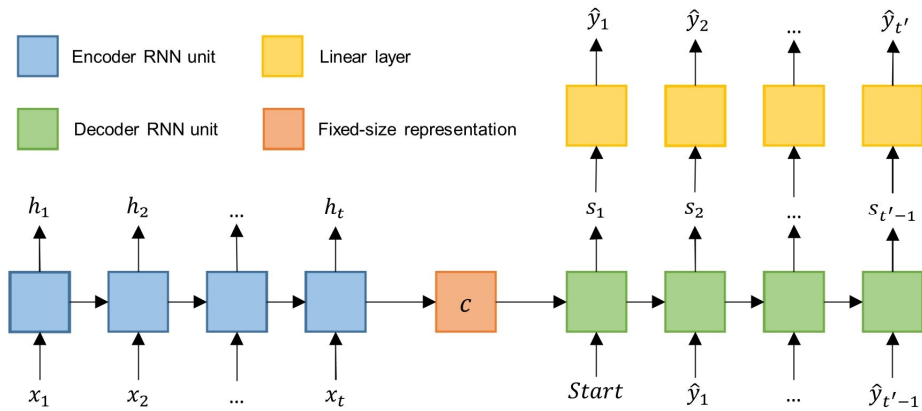 Encoder RNN unit
Linear layer
Decoder RNN unit
Fixed-size representation
ŷ₁ ŷ₂ ... ŷₜ′
s₁ s₂ ... sₜ′₋₁
h₁ h₂ ... hₜ
c
x₁ x₂ ... xₜ
Start ŷ₁ ... ŷₜ′₋₁